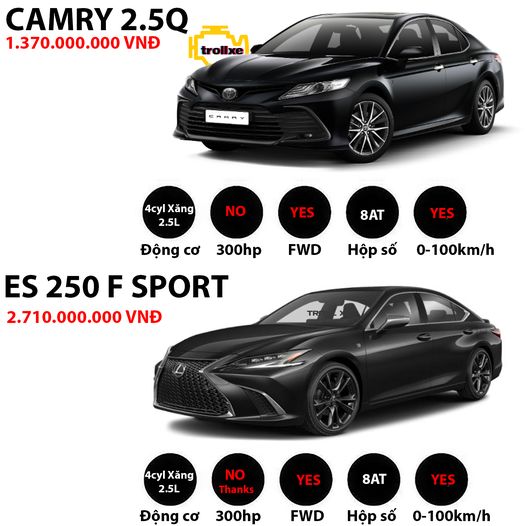 CAMRY 2.5Q
1.370.000.000 VNĐ
trollxe
CAMRY
4cyl Xăng
2.5L
NO
YES
8AT
YES
Động cơ
300hp
FWD
Hộp số
0-100km/h
ES 250 F SPORT
2.710.000.000 VNĐ
4cyl Xăng
2.5L
NO
Thanks
YES
8AT
YES
Động cơ
300hp
FWD
Hộp số
0-100km/h